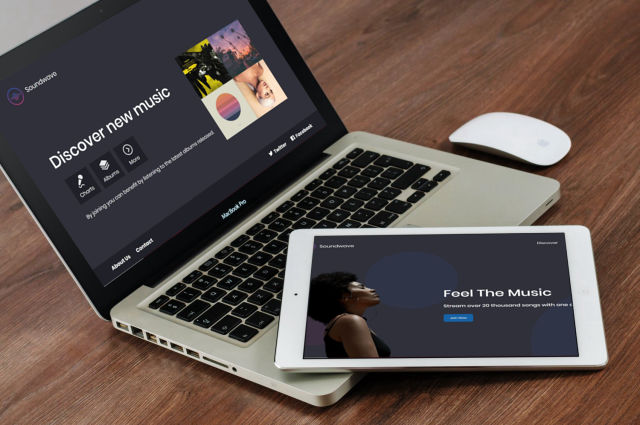 Soundwave
Discover new music
Charts
Albums
More
By joining you can benefit by listening to the latest albums released.
Twitter
Facebook
About Us
Contact
MacBook Pro
Soundwave
Discover
Feel The Music
Stream over 20 thousand songs with one c
Join Now